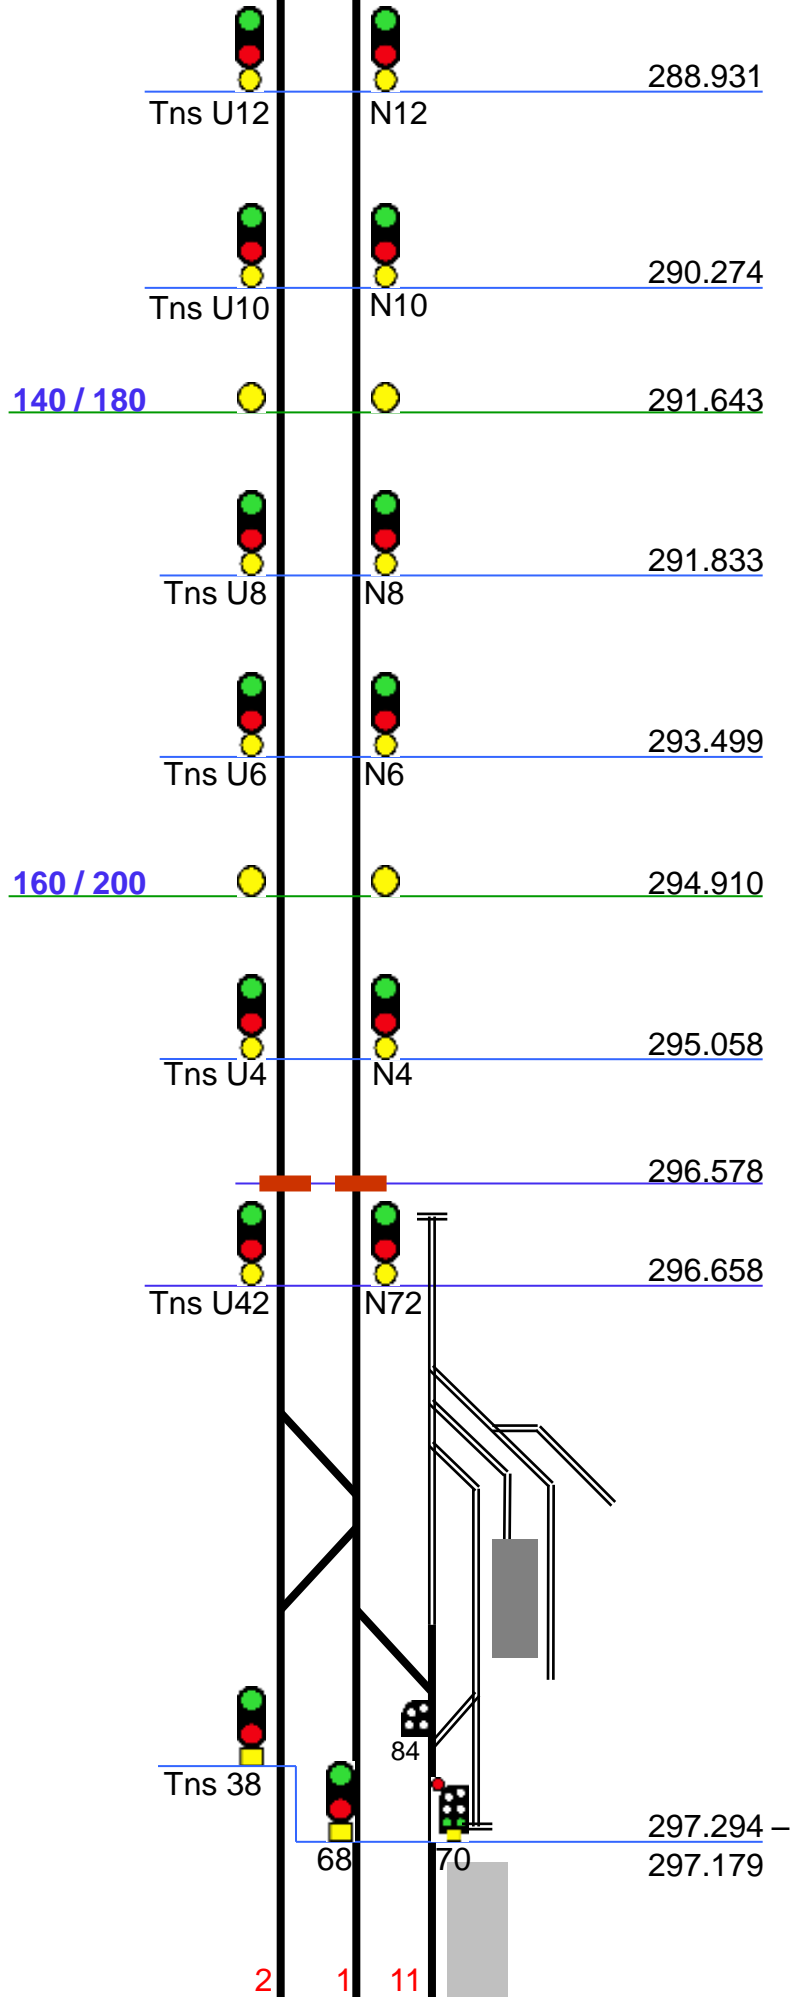 288.931
Tns U12 N12
290.274
Tns U10 N10
140 / 180 291.643
291.833
Tns U8 N8
293.499
Tns U6 N6
160 / 200 294.910
295.058
Tns U4 N4
296.578
296.658
Tns U42 N72
84
Tns 38
297.294 –
68 70 297.179
2 1 11